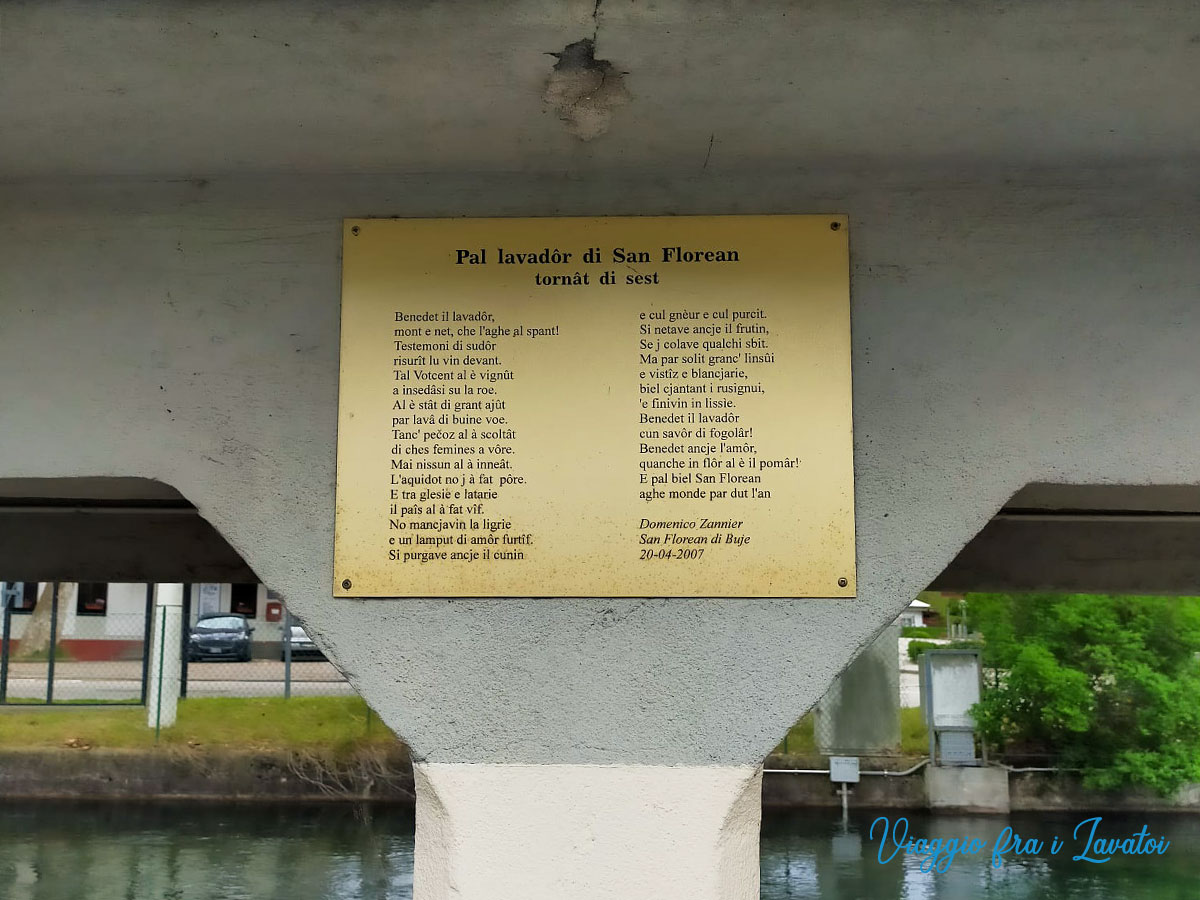 Pal lavadôr di San Florean
tornât di sest
Benedet il lavadôr,
mont e net, che l'aghe al spant!
Testemoni di sudôr
risurît lu vin devant.
Tal Votcent al è vignût
a insedâsi su la roe.
Al è stât di grant ajût
par lavâ di buine voe.
Tanc' pečoz al à scoltât
di ches femines a vôre.
Mai nissun al à inneât.
L'aquidot no j à fat pôre.
E tra glesie e latarie
il païs al à fat vîf.
No mancjavin la ligrie
e un lamput di amôr furtîf.
Si purgave ancje il cunin
e cul gnèur e cul purcit.
Si netave ancje il frutin,
Se j colave qualchi sbit.
Ma par solit granc' linsûi
e vistîz e blancjarie,
biel cjantant i rusignui,
'e finivin in lissie.
Benedet il lavadôr
cun savôr di fogolâr!
Benedet ancje l'amôr,
quanche in flôr al è il pomâr!
E pal biel San Florean
aghe monde par dut l'an
Domenico Zannier
San Florean di Buje
20-04-2007
Viaggio fra i Lavatoi